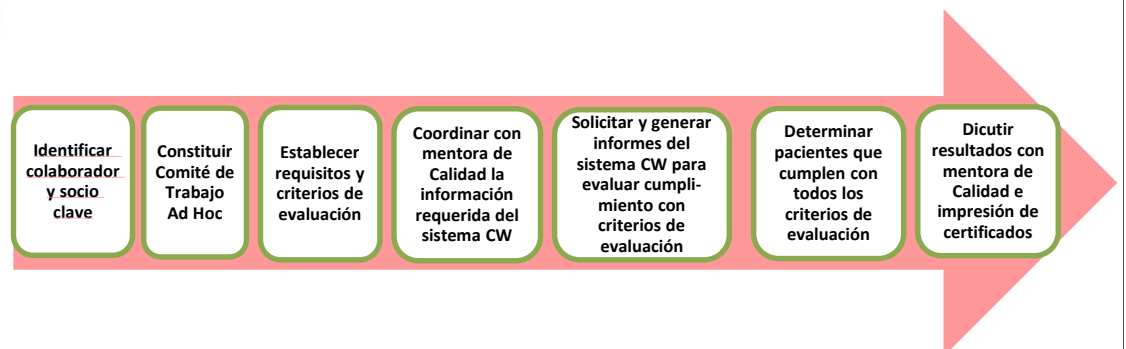 Identificar
colaborador
y socio
clave
Constituir
Comité de
Trabajo
Ad Hoc
Establecer
requisitos y
criterios de
evaluación
Coordinar con
mentora de
Calidad la
información
requerida del
sistema CW
Solicitar y generar
informes del
sistema CW para
evaluar cumpli-
miento con
criterios de
evaluación
Determinar
pacientes que
cumplen con
todos los
criterios de
evaluación
Dicutir
resultados con
mentora de
Calidad e
impresión de
certificados